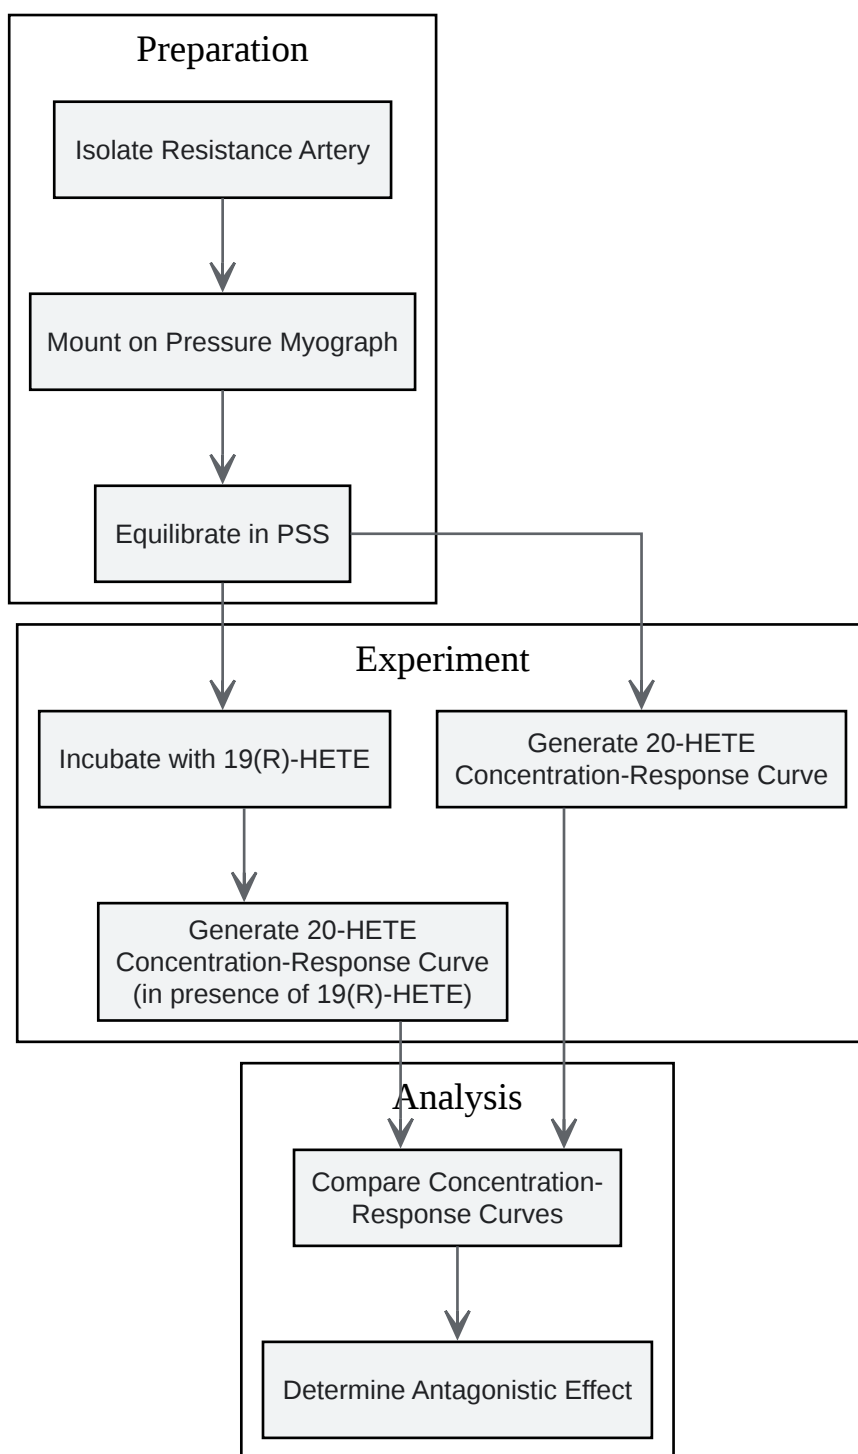 Preparation
Isolate Resistance Artery
Mount on Pressure Myograph
Equilibrate in PSS
Experiment
Incubate with 19(R)-HETE
Generate 20-HETE
Concentration-Response Curve
Generate 20-HETE
Concentration-Response Curve
(in presence of 19(R)-HETE)
Analysis
Compare Concentration-
Response Curves
Determine Antagonistic Effect